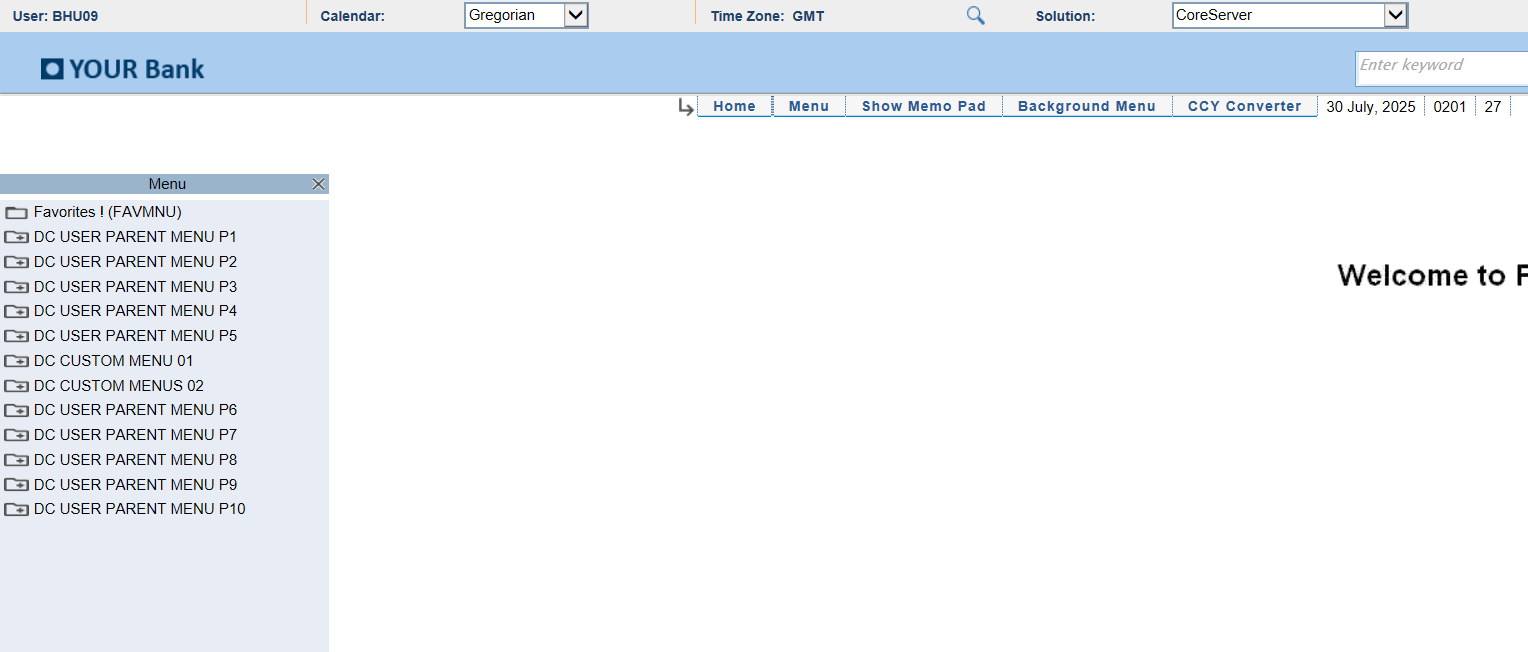 User: BHU09 Calendar: Gregorian Time Zone: GMT Solution: CoreServer
YOUR Bank
Enter keyword
Home Menu Show Memo Pad Background Menu CCY Converter 30 July, 2025 0201 27
Menu
Favorites ! (FAVMNU)
DC USER PARENT MENU P1
DC USER PARENT MENU P2
Welcome to F
DC USER PARENT MENU P3
DC USER PARENT MENU P4
DC USER PARENT MENU P5
DC CUSTOM MENU 01
DC CUSTOM MENUS 02
DC USER PARENT MENU P6
DC USER PARENT MENU P7
DC USER PARENT MENU P8
DC USER PARENT MENU P9
DC USER PARENT MENU P10